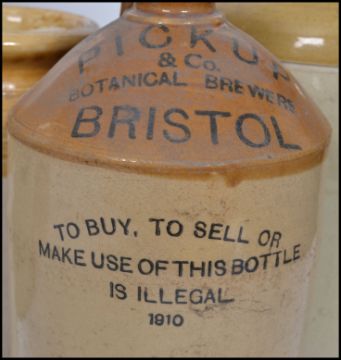 PICKUP
& Co.
BOTANICAL BREWERS
BRISTOL
TO BUY, TO SELL OR
MAKE USE OF THIS BOTTLE
IS ILLEGAL
1910